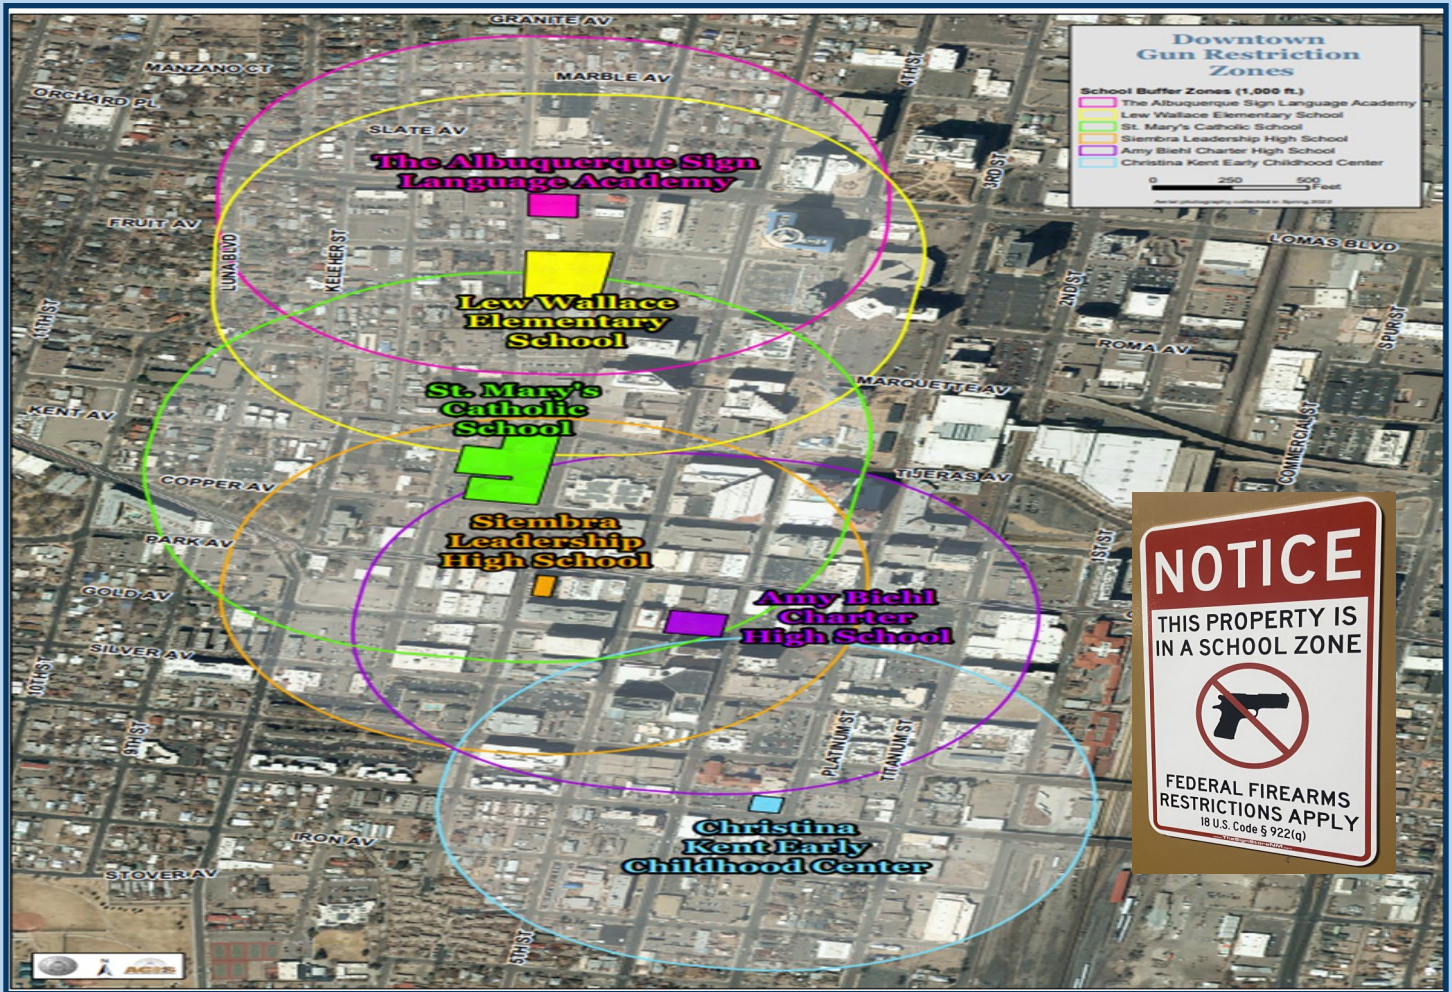 Downtown
Gun Restriction
Zones
School Buffer Zones (1,000 ft.)
The Albuquerque Sign Language Academy
Lew Wallace Elementary School
St. Mary's Catholic School
Siembra Leadership High School
Amy Biehl Charter High School
Christina Kent Early Childhood Center
0 250 500
Feet
Aerial photography collected in Spring 2022
GRANITE AV
MANZANO CT
MARBLE AV
4TH ST
ORCHARD PL
SLATE AV
3RD ST
The Albuquerque Sign
Language Academy
FRUIT AV
LUNA BLVD
KELEHER ST
LOMAS BLVD
2ND ST
Lew Wallace
Elementary
School
11TH ST
SPUR ST
ROMA AV
MARQUETTE AV
St. Mary's
Catholic
School
KENT AV
COMMERCIAL ST
TIJERAS AV
COPPER AV
Siembra
Leadership
High School
PARK AV
1ST ST
GOLD AV
Amy Biehl
Charter
High School
SILVER AV
10TH ST
9TH ST
PLATINUM ST
TITANIUM ST
Christina
Kent Early
Childhood Center
IRON AV
STOVER AV
5TH ST
N
AGIS
NOTICE
THIS PROPERTY IS
IN A SCHOOL ZONE
FEDERAL FIREARMS
RESTRICTIONS APPLY
18 U.S. Code § 922(q)